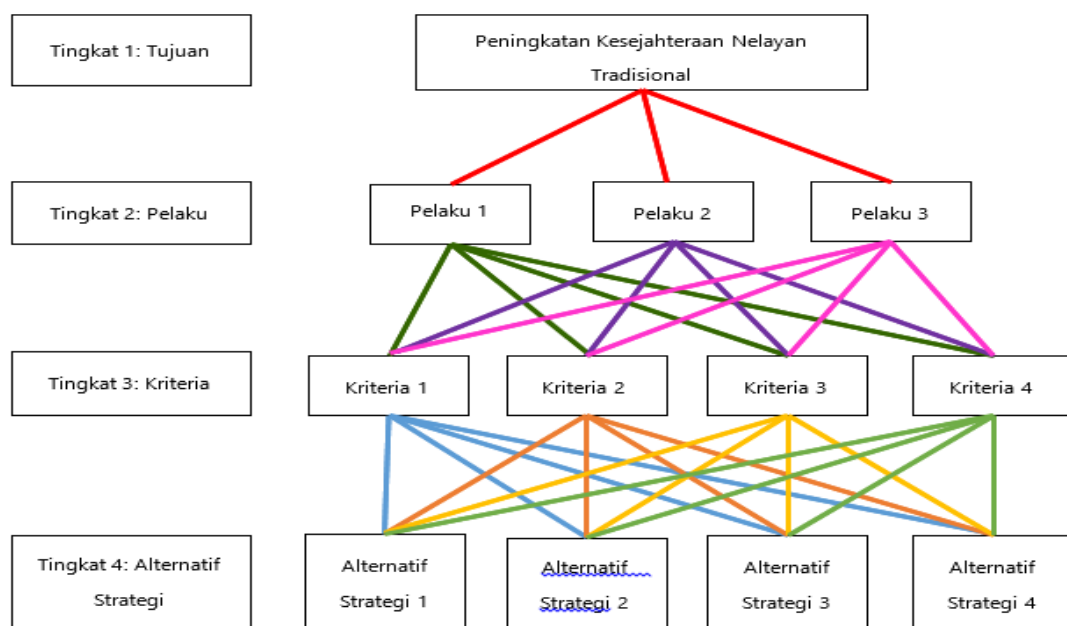 Tingkat 1: Tujuan
Peningkatan Kesejahteraan Nelayan
Tradisional
Tingkat 2: Pelaku
Pelaku 1
Pelaku 2
Pelaku 3
Tingkat 3: Kriteria
Kriteria 1
Kriteria 2
Kriteria 3
Kriteria 4
Tingkat 4: Alternatif
Strategi
Alternatif
Strategi 1
Alternatif
Strategi 2
Alternatif
Strategi 3
Alternatif
Strategi 4